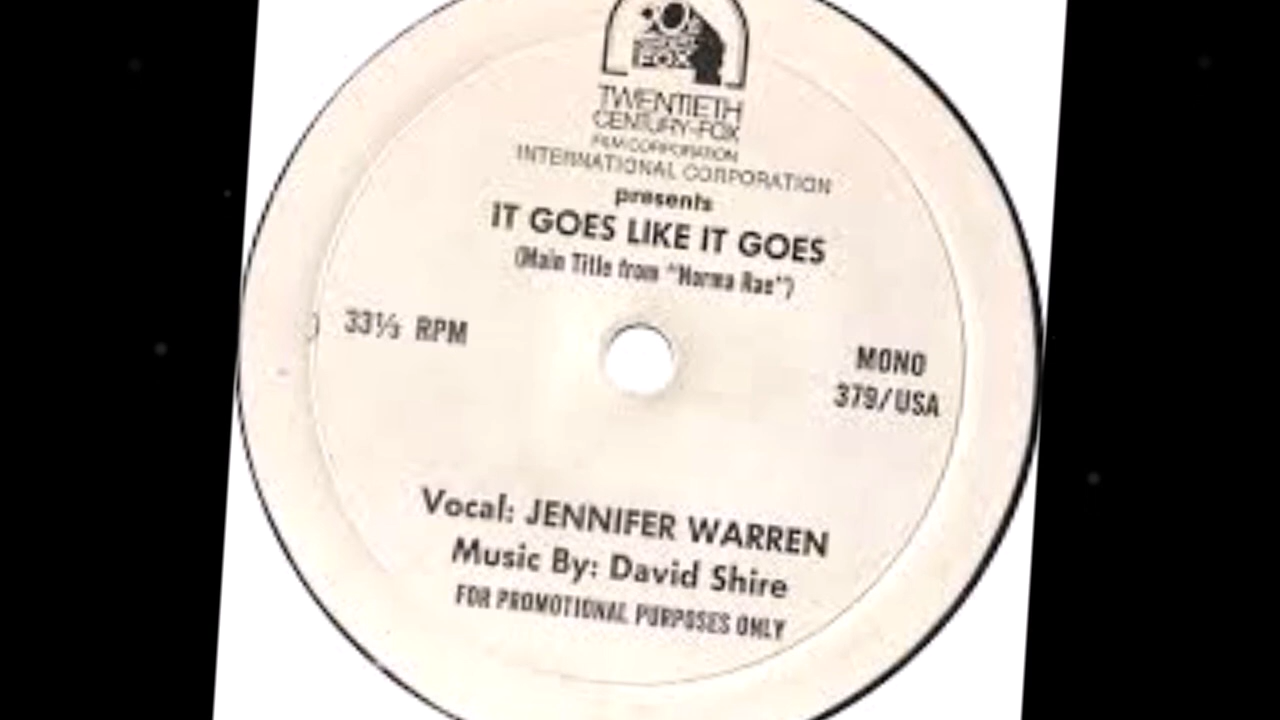 FOX
TWENTIETH
CENTURY-FOX
FILM CORPORATION
INTERNATIONAL CORPORATION
presents
IT GOES LIKE IT GOES
(Main Title from "Norma Rae")
33⅓ RPM
MONO
379/USA
Vocal: JENNIFER WARREN
Music By: David Shire
FOR PROMOTIONAL PURPOSES ONLY